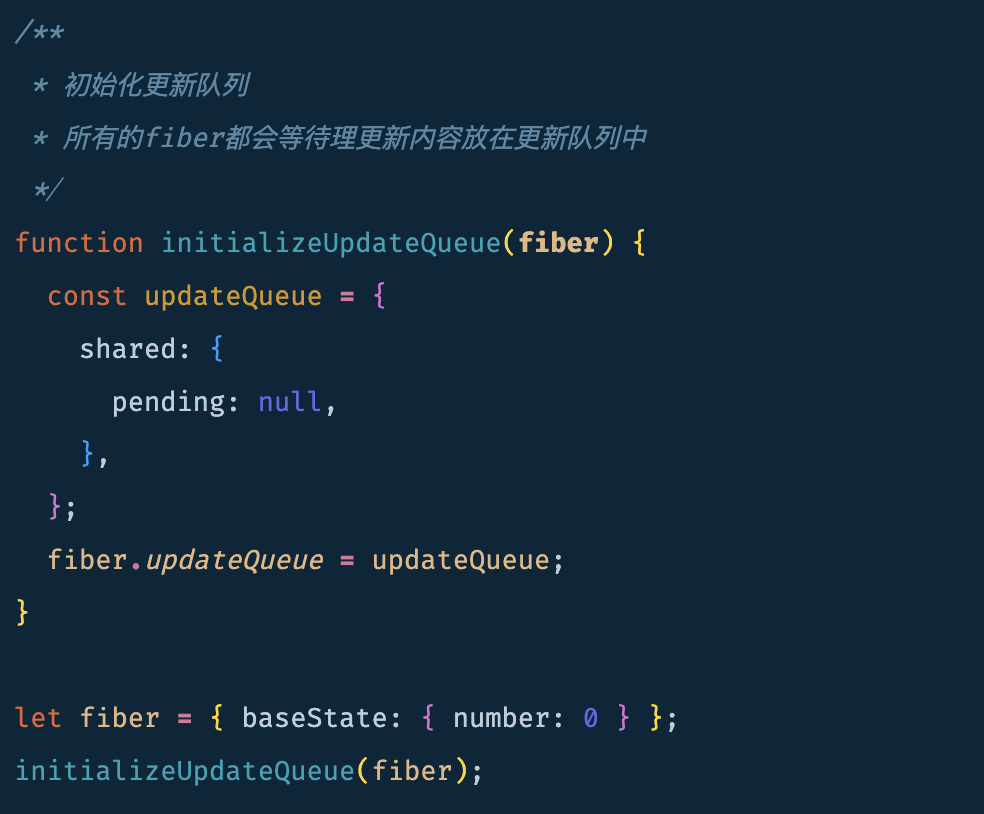 /**
 * 初始化更新队列
 * 所有的fiber都会等待理更新内容放在更新队列中
 */
function initializeUpdateQueue(fiber) {
  const updateQueue = {
    shared: {
      pending: null,
    },
  };
  fiber.updateQueue = updateQueue;
}

let fiber = { baseState: { number: 0 } };
initializeUpdateQueue(fiber);